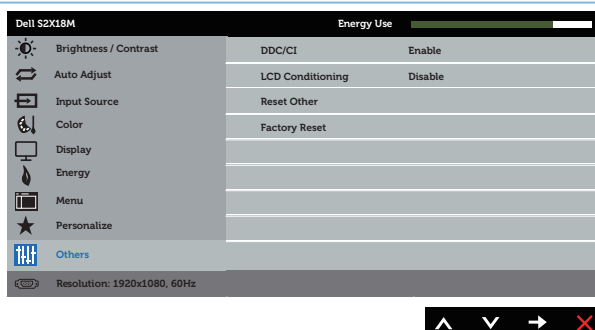 Dell S2X18M Energy Use
Brightness / Contrast
Auto Adjust
Input Source
Color
Display
Energy
Menu
Personalize
Others
DDC/CI Enable
LCD Conditioning Disable
Reset Other
Factory Reset
Resolution: 1920x1080, 60Hz